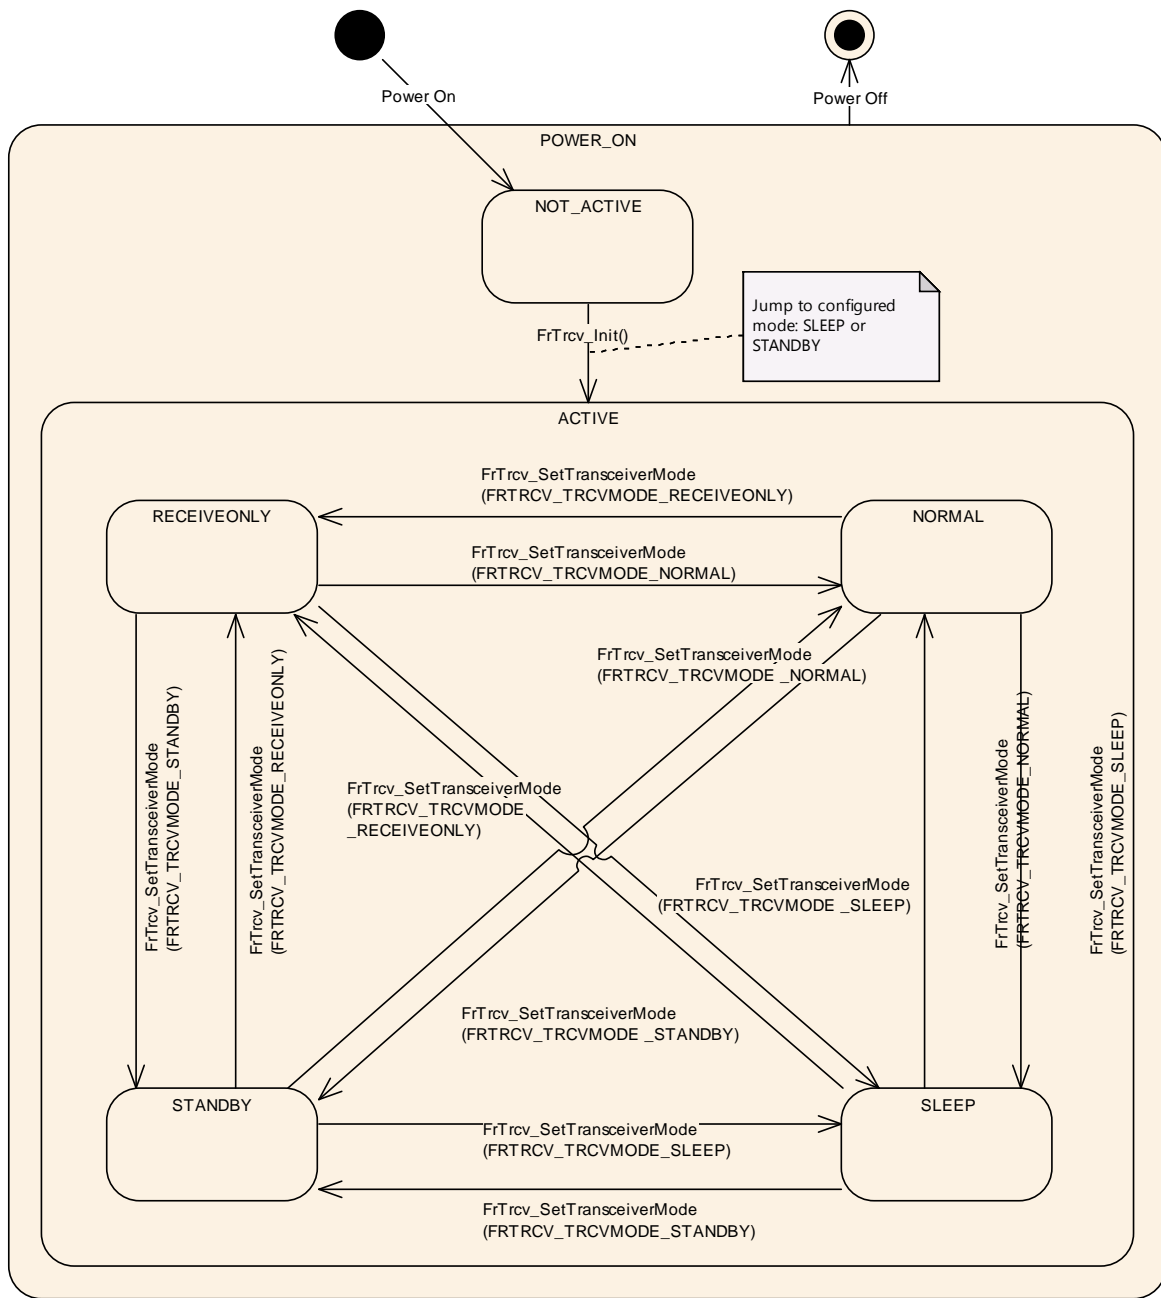 Power On
Power Off
POWER_ON
NOT_ACTIVE
Jump to configured
mode: SLEEP or
STANDBY
FrTrcv_Init()
ACTIVE
FrTrcv_SetTransceiverMode
(FRTRCV_TRCVMODE_RECEIVEONLY)
RECEIVEONLY
NORMAL
FrTrcv_SetTransceiverMode
(FRTRCV_TRCVMODE_NORMAL)
FrTrcv_SetTransceiverMode
(FRTRCV_TRCVMODE _NORMAL)
FrTrcv_SetTransceiverMode
(FRTRCV_TRCVMODE_STANDBY)
FrTrcv_SetTransceiverMode
(FRTRCV_TRCVMODE_RECEIVEONLY)
FrTrcv_SetTransceiverMode
(FRTRCV_TRCVMODE
_RECEIVEONLY)
FrTrcv_SetTransceiverMode
(FRTRCV_TRCVMODE_NORMAL)
FrTrcv_SetTransceiverMode
(FRTRCV_TRCVMODE_SLEEP)
FrTrcv_SetTransceiverMode
(FRTRCV_TRCVMODE _SLEEP)
FrTrcv_SetTransceiverMode
(FRTRCV_TRCVMODE _STANDBY)
STANDBY
SLEEP
FrTrcv_SetTransceiverMode
(FRTRCV_TRCVMODE_SLEEP)
FrTrcv_SetTransceiverMode
(FRTRCV_TRCVMODE_STANDBY)